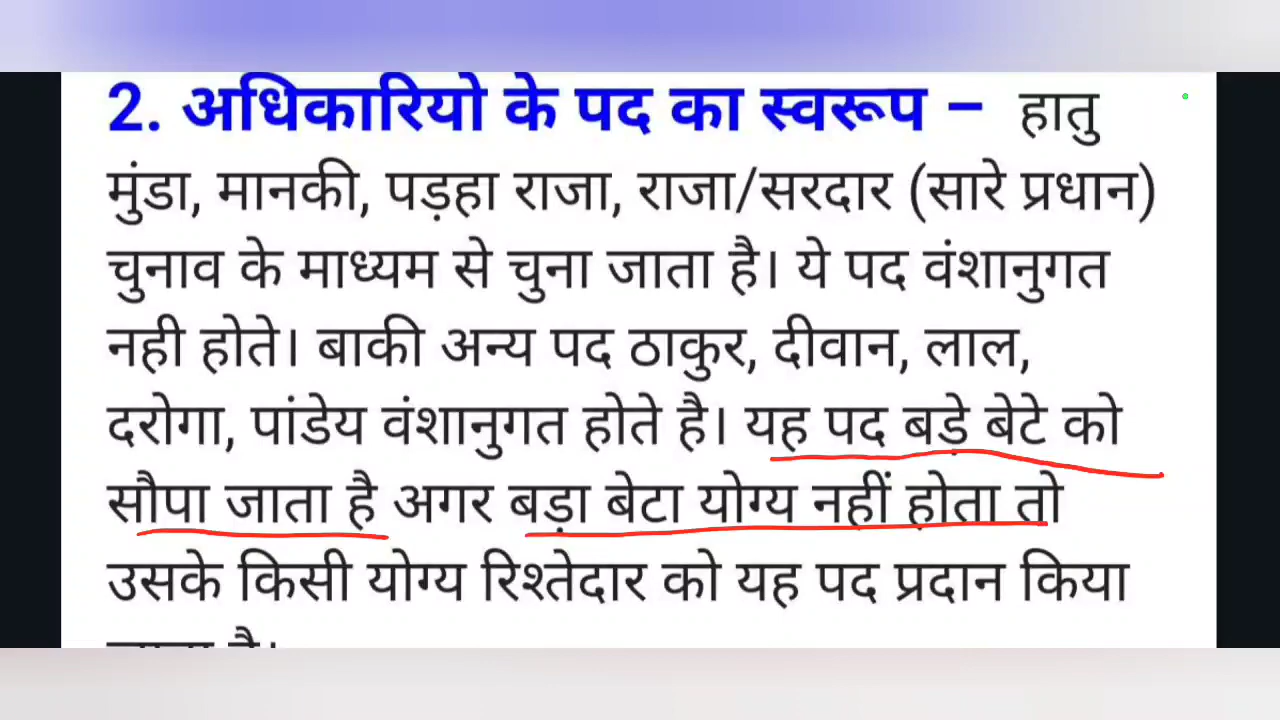 2. अधिकारियो के पद का स्वरूप – हातु
मुंडा, मानकी, पड़हा राजा, राजा/सरदार (सारे प्रधान)
चुनाव के माध्यम से चुना जाता है। ये पद वंशानुगत
नही होते। बाकी अन्य पद ठाकुर, दीवान, लाल,
दरोगा, पांडेय वंशानुगत होते है। यह पद बडे बेटे को
सौपा जाता है अगर बड़ा बेटा योग्य नहीं होता तो
उसके किसी योग्य रिश्तेदार को यह पद प्रदान किया